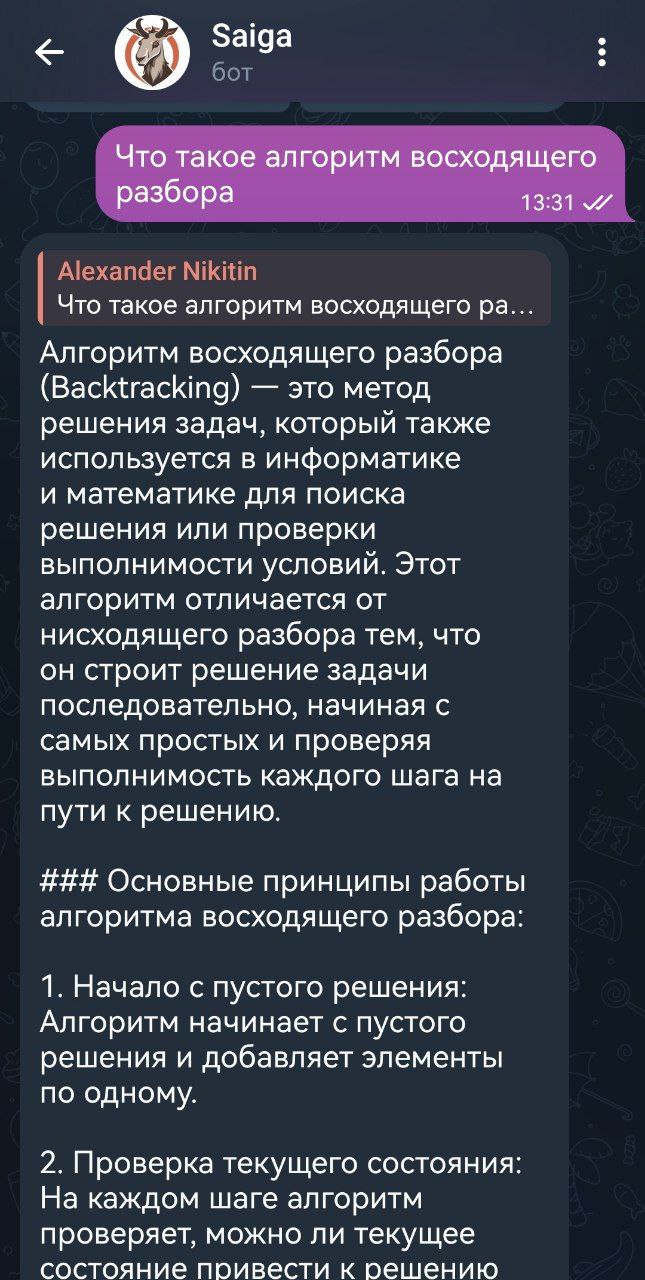 Saiga
бот
Что такое алгоритм восходящего
разбора
13:31
Alexander Nikitin
Что такое алгоритм восходящего ра...
Алгоритм восходящего разбора
(Backtracking) — это метод
решения задач, который также
используется в информатике
и математике для поиска
решения или проверки
выполнимости условий. Этот
алгоритм отличается от
нисходящего разбора тем, что
он строит решение задачи
последовательно, начиная с
самых простых и проверяя
выполнимость каждого шага на
пути к решению.
### Основные принципы работы
алгоритма восходящего разбора:
1. Начало с пустого решения:
Алгоритм начинает с пустого
решения и добавляет элементы
по одному.
2. Проверка текущего состояния:
На каждом шаге алгоритм
проверяет, можно ли текущее
состояние привести к решению